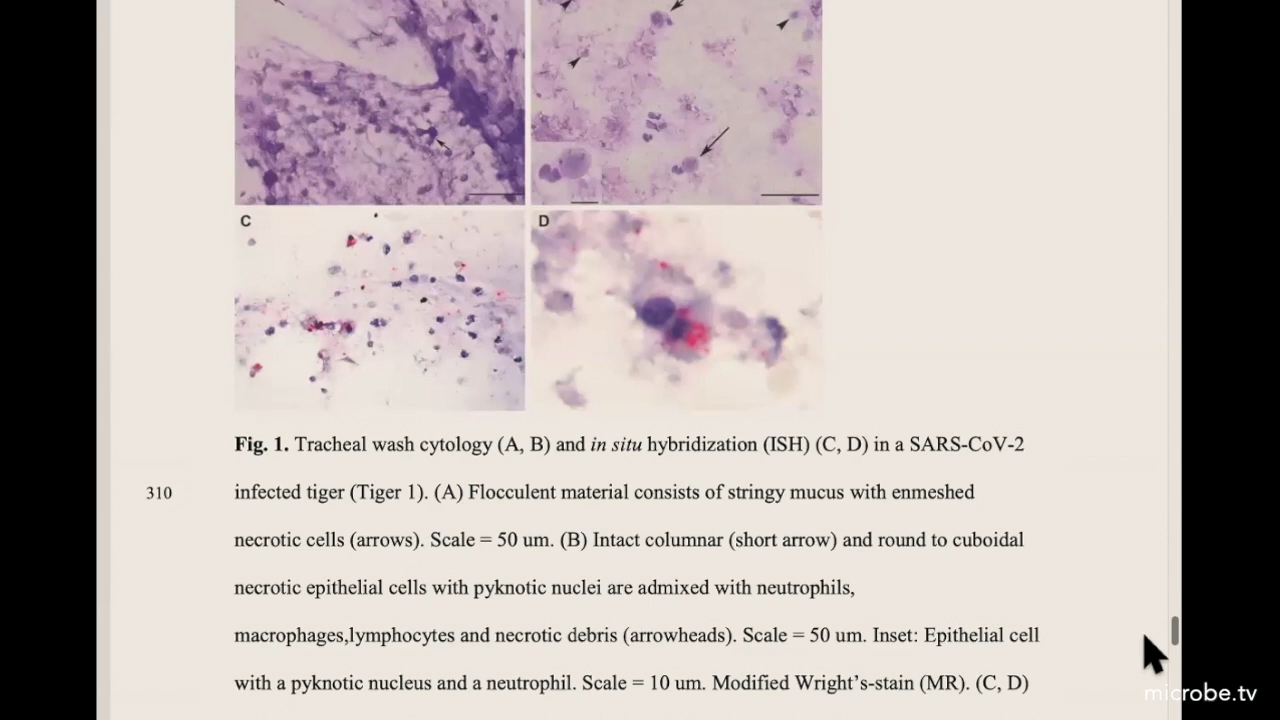 C
D
Fig. 1. Tracheal wash cytology (A, B) and in situ hybridization (ISH) (C, D) in a SARS-CoV-2
310
infected tiger (Tiger 1). (A) Flocculent material consists of stringy mucus with enmeshed
necrotic cells (arrows). Scale = 50 um. (B) Intact columnar (short arrow) and round to cuboidal
necrotic epithelial cells with pyknotic nuclei are admixed with neutrophils,
macrophages,lymphocytes and necrotic debris (arrowheads). Scale = 50 um. Inset: Epithelial cell
with a pyknotic nucleus and a neutrophil. Scale = 10 um. Modified Wright’s-stain (MR). (C, D)
microbe.tv